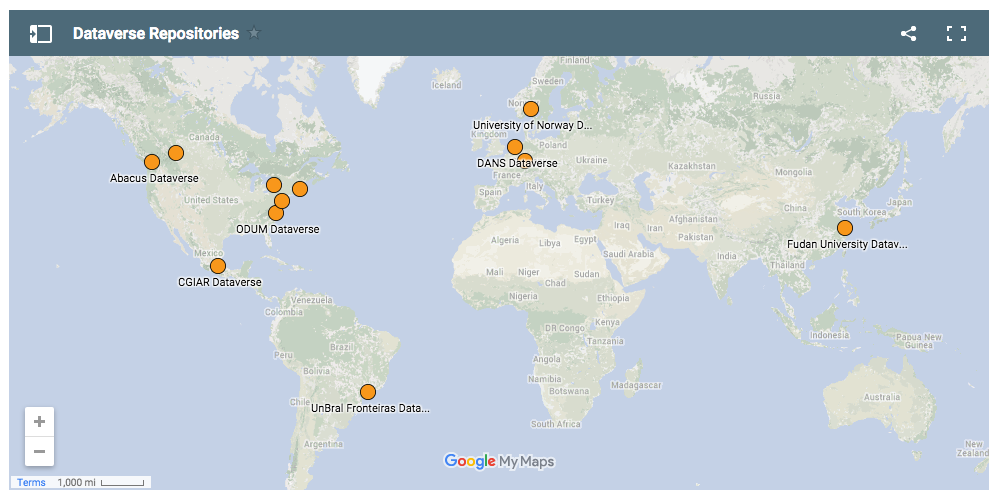 Dataverse Repositories
Iceland
Finland
Sweden
Norw
Russia
University of Norway D...
Kingdom
Poland
Canada
DANS Dataverse
Ukraine
Kazakhstan
Mongolia
France
Abacus Dataverse
United States
Spain
Italy
Turkey
China
South Korea
Japan
ODUM Dataverse
Afghanistan
Iraq
Iran
Pakistan
Algeria
Libya
Egypt
Saudi Arabia
India
Fudan University Datav...
Mexico
CGIAR Dataverse
Mali
Niger
Chad
Sudan
Thailand
Nigeria
Ethiopia
Venezuela
Colombia
DR Congo
Kenya
Tanzania
Indonesia
Papua New
Guinea
Peru
Brazil
Bolivia
Angola
Namibia
Botswana
Madagascar
Australia
Chile
UnBral Fronteiras Data...
South Africa
Argentina
New
Zealand
+
−
Google My Maps
Terms 1,000 mi